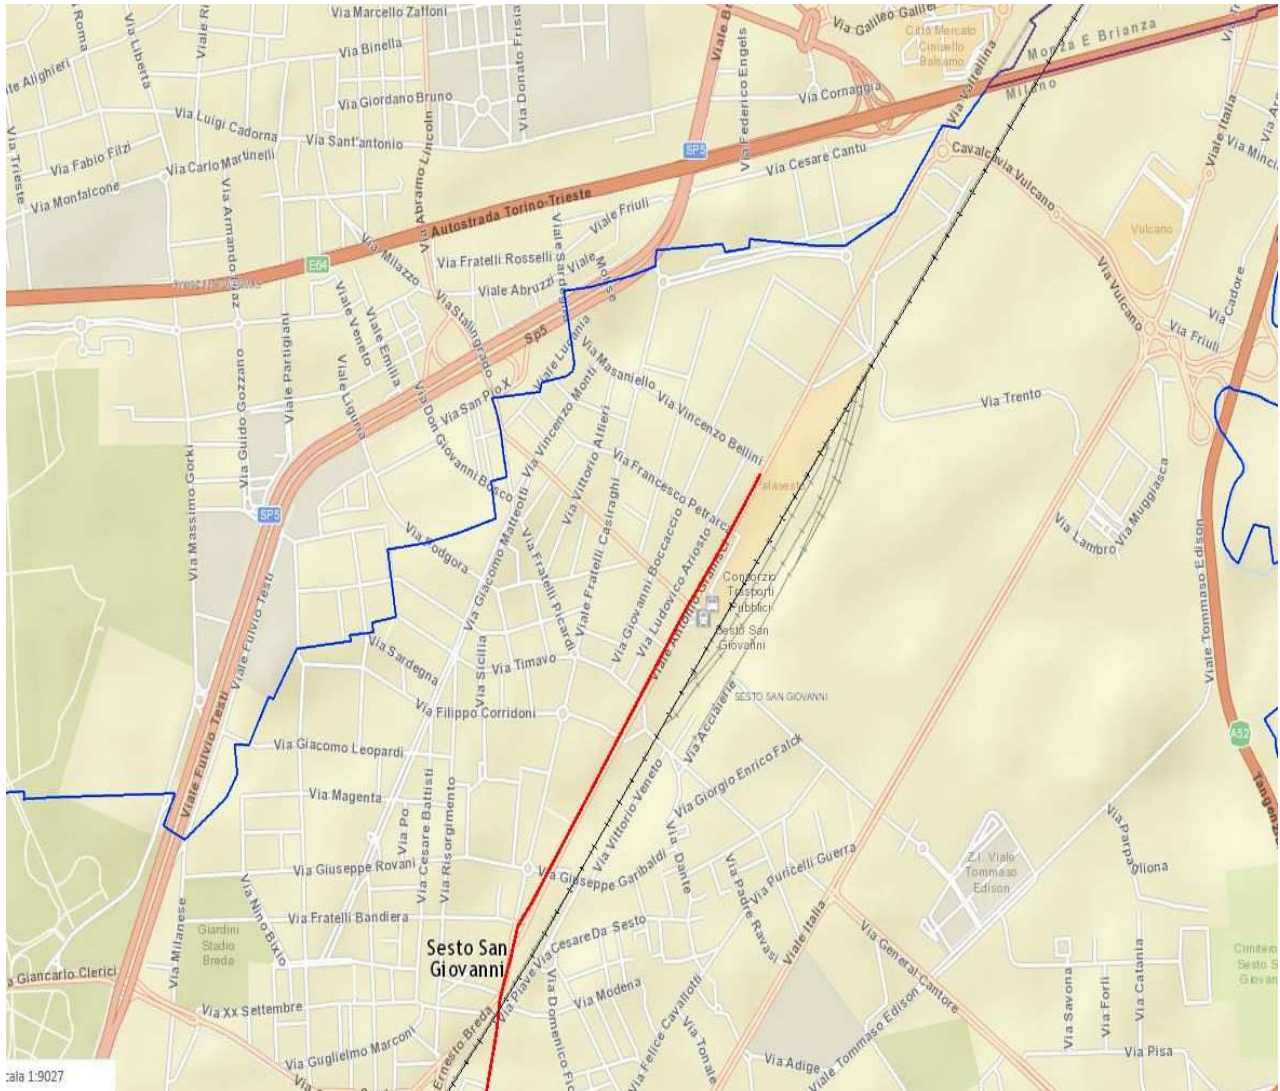 Via Marcello Zaffoni
Via Galileo Galilei
Via Binella
Via Liberta
Via Donato Frisia
Città Mercato
Cinisello
Balsamo
Monza E Brianza
Milano
Via Valtellina
Via Federico Engels
Via Cornaggia
Viale Italia
Via Giordano Bruno
Via Luigi Cadorna
Via Sant'antonio
Via Abramo Lincoln
SP5
Via Cesare Cantu
Cavalcavia Vulcano
Via Trieste
Via Fabio Filzi
Via Carlo Martinelli
Via Monfalcone
Autostrada Torino-Trieste
Viale Friuli
Viale Sardegna
Vulcano
E64
Via Milazzo
Via Fratelli Rosselli
Viale Molise
Viale Abruzzi
Via Cadore
Via Vulcano
Via Friuli
Via Stalingrado
Viale Veneto
Viale Emilia
Viale Partigiani
Via Guido Gozzano
Viale Liguria
Sp5
Viale Lucania
Via San Pio X
Via Masaniello
Via Vincenzo Monti
Via Vincenzo Bellini
Via Trento
Via Don Giovanni Bosco
Via Vittorio Alfieri
Via Massimo Gorki
Via Francesco Petrarca
Via Giacomo Matteotti
Via Fratelli Casiraghi
Via Giovanni Boccaccio
Via Ludovico Ariosto
Viale Antonio Gramsci
SP5
Via Podgora
Via Fratelli Picardi
Via Lambro
Via Muggiasca
Viale Tommaso Edison
Consorzio
Trasporti
Pubblici
Sesto San
Giovanni
Viale Fulvio Testi
Via Sardegna
Via Sicilia
Via Timavo
SESTO SAN GIOVANNI
Via Filippo Corridoni
Via Acciaierie
A52
Viale Fulvio Testi
Via Giacomo Leopardi
Via Giorgio Enrico Falck
Via Magenta
Via Po
Via Cesare Battisti
Via Risorgimento
Via Vittorio Veneto
Via Giuseppe Rovani
Via Giuseppe Garibaldi
Via Dante
Via Padre Ravasi
Via Puricelli Guerra
Z.I. Viale
Tommaso
Edison
Via Nino Bixio
Via Fratelli Bandiera
Giardini
Stadio
Breda
Via Milanese
Sesto San
Giovanni
Via Cesare Da Sesto
Viale Italia
Via General Cantore
Via Piave
Giancarlo Clerici
Via Xx Settembre
Via Modena
Via Felice Cavallotti
Via Savona
Via Forli
Via Catania
Via Guglielmo Marconi
Ernesto Breda
Via Tonale
Via Adige
Viale Tommaso Edison
Via Pisa
cala 1:9027